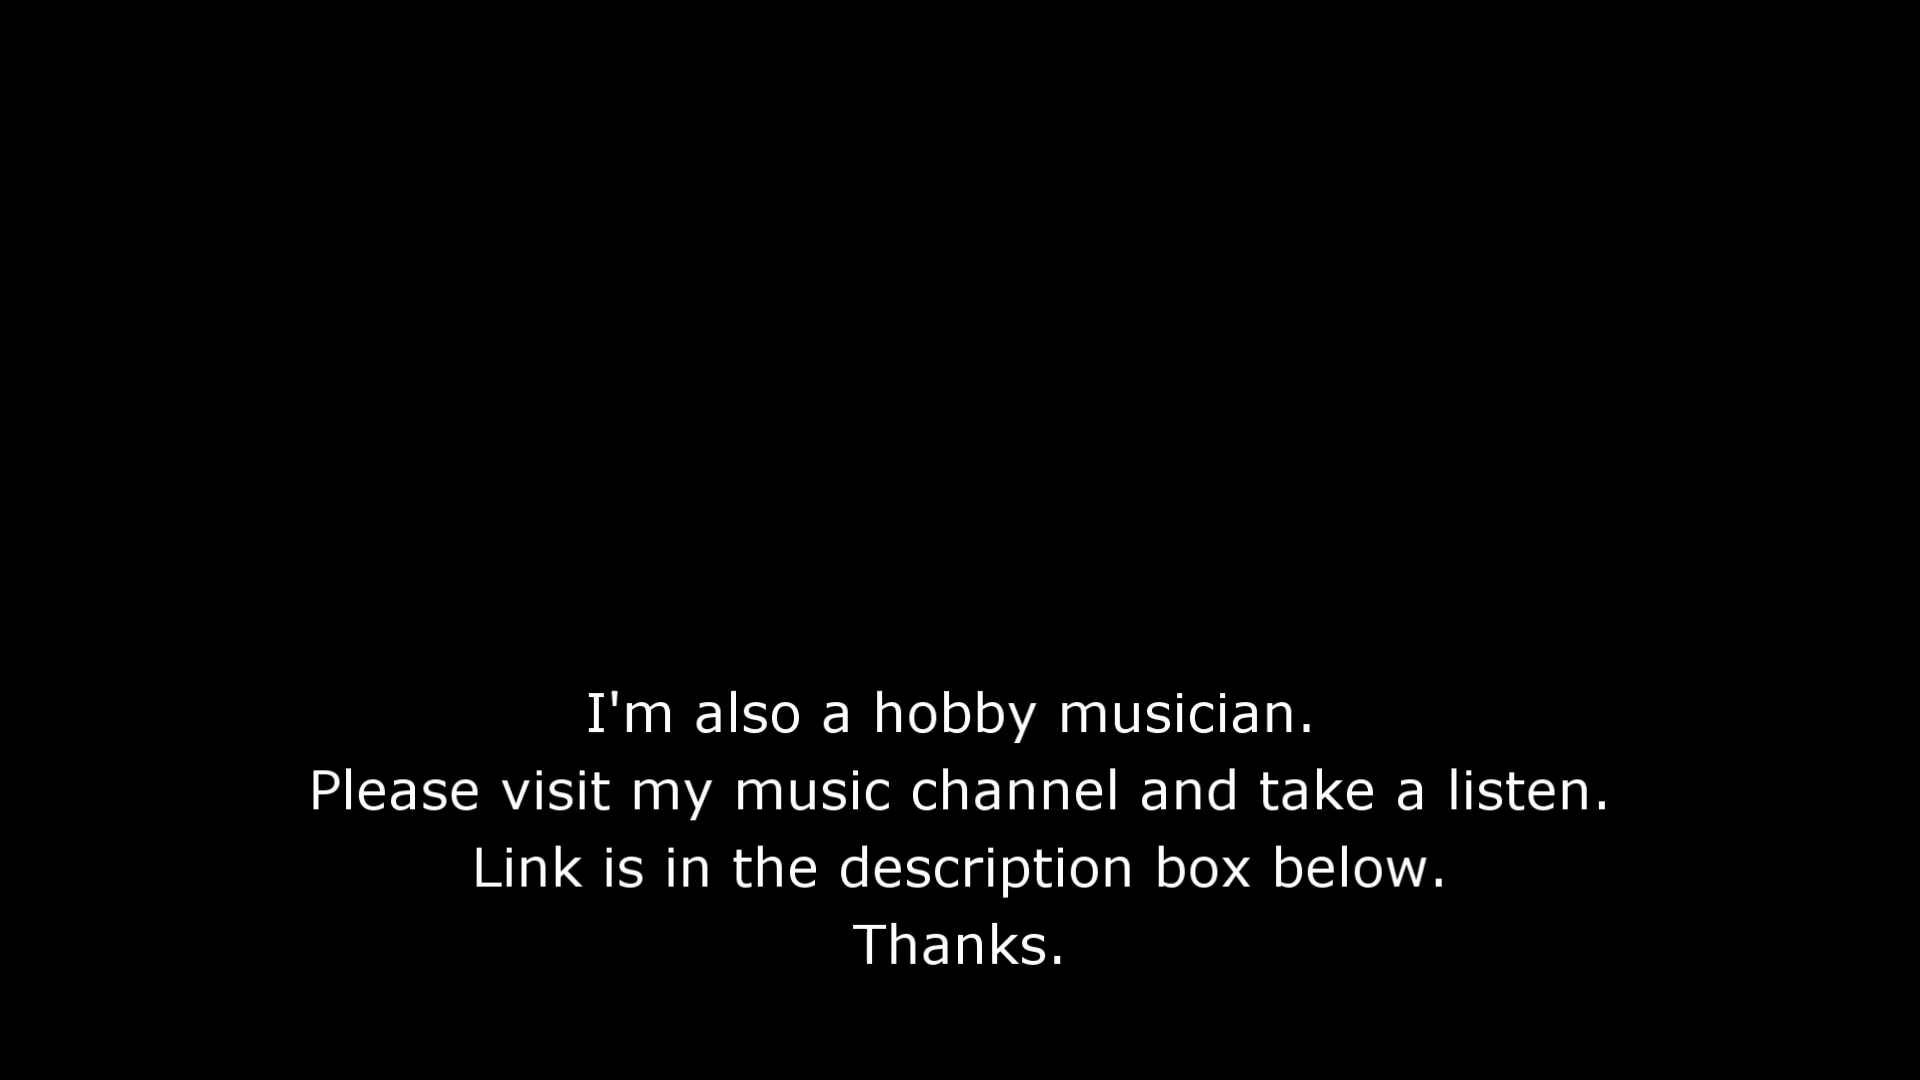 I'm also a hobby musician.
Please visit my music channel and take a listen.
Link is in the description box below.
Thanks.